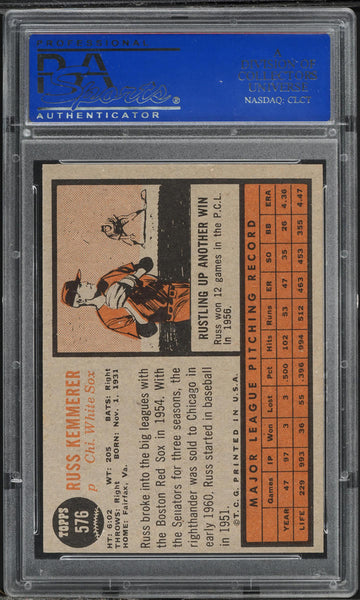 PROFESSIONAL
PSA
Sports ®
AUTHENTICATOR
A
DIVISION OF
COLLECTORS
UNIVERSE
NASDAQ: CLCT
TOPPS
576
RUSS KEMMERER
p Chi. White Sox
HT: 6:02 WT: 205 BATS: Right
THROWS: Right BORN: Nov. 1, 1931
HOME: Fairfax, Va.
Russ broke into the big leagues with
the Boston Red Sox in 1954. With
the Senators for three seasons, the
righthander was sold to Chicago in
early 1960. Russ started in baseball
in 1951.
©T.C.G. PRINTED IN U.S.A.
RUSTLING UP ANOTHER WIN
Russ won 12 games in the P.C.L.
in 1956.
MAJOR LEAGUE PITCHING RECORD
Games IP Won Lost Pct Hits Runs ER SO BB ERA
YEAR 47 97 3 3 .500 102 53 47 35 26 4.36
LIFE 229 993 36 55 .396 994 512 493 453 355 4.47